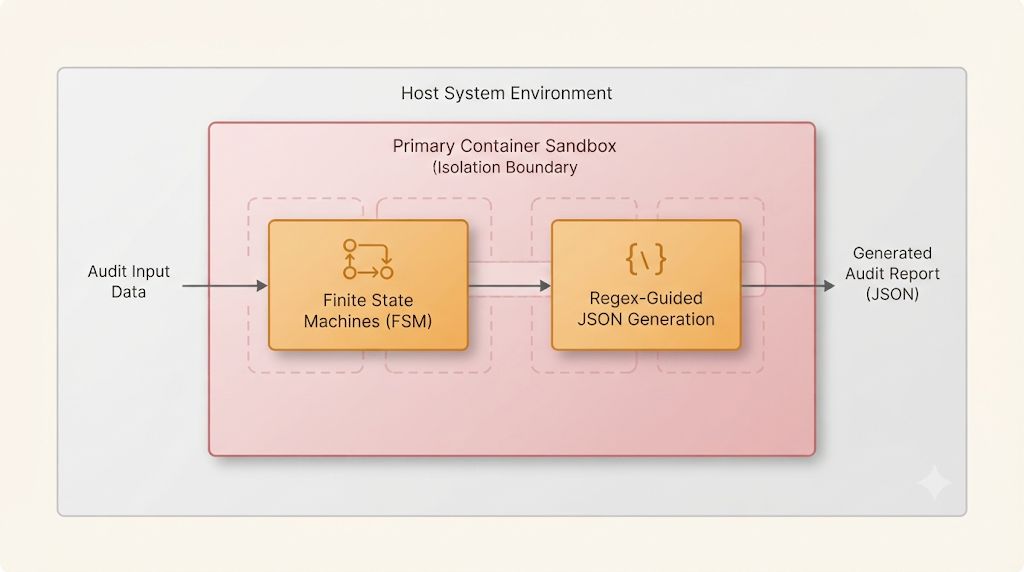 Host System Environment
Primary Container Sandbox
(Isolation Boundary
Audit Input
Data
Finite State
Machines (FSM)
{\}
Regex-Guided
JSON Generation
Generated
Audit Report
(JSON)